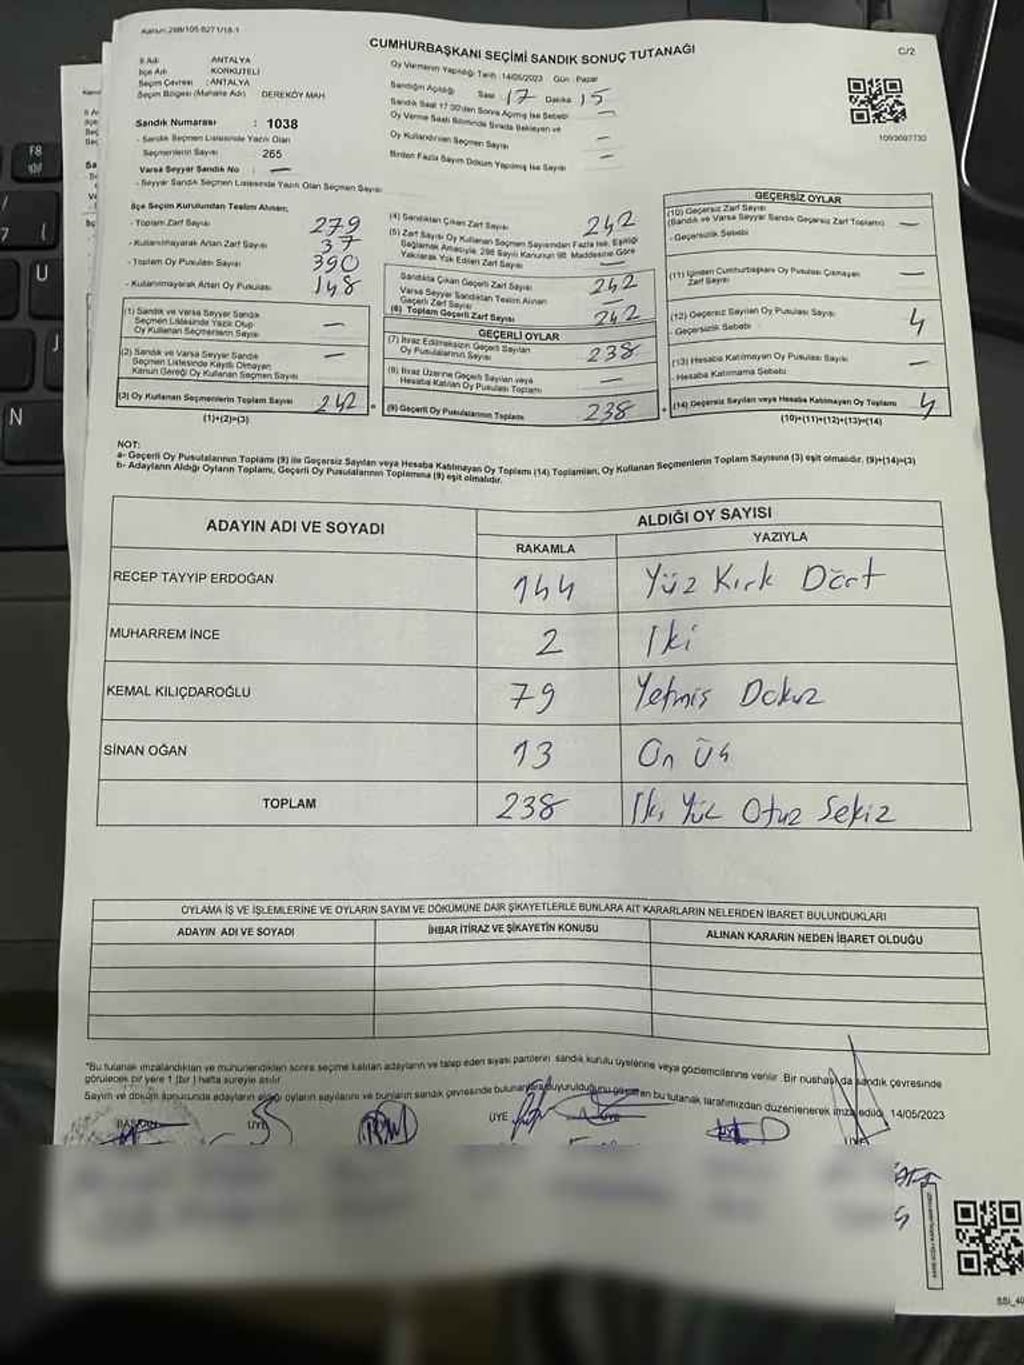 Kanun:298/105-6271/18-1
CUMHURBAŞKANI SEÇİMİ SANDIK SONUÇ TUTANAĞI
C/2
İl Adı ANTALYA
İlçe Adı KORKUTELİ
Seçim Çevresi : ANTALYA
Seçim Bölgesi (Mahalle Adı) DEREKÖY MAH
Sandık Numarası : 1038
- Sandık Seçmen Listesinde Yazılı Olan
Seçmenlerin Sayısı 265
Varsa Seyyar Sandık No —
- Seyyar Sandık Seçmen Listesinde Yazılı Olan Seçmen Sayısı
Oy Vermenin Yapıldığı Tarih :14/05/2023 Gün : Pazar
Sandığın Açıldığı Saat 17 Dakika 15
Sandık Saat 17:00'den Sonra Açılmış İse Sebebi —
Oy Verme Saati Bitiminde Sırada Bekleyen ve
Oy Kullandırılan Seçmen Sayısı —
Birden Fazla Sayım Döküm Yapılmış İse Sayısı —
İlçe Seçim Kurulundan Teslim Alınan;
- Toplam Zarf Sayısı 279
- Kullanılmayarak Artan Zarf Sayısı 37
- Toplam Oy Pusulası Sayısı 390
- Kullanılmayarak Artan Oy Pusulası 148
(1) Sandık ve Varsa Seyyar Sandık
Seçmen Listesinde Yazılı Olup
Oy Kullanan Seçmenlerin Sayısı —
(2) Sandık ve Varsa Seyyar Sandık
Seçmen Listesinde Kayıtlı Olmayan
Kanun Gereği Oy Kullanan Seçmen Sayısı —
(3) Oy Kullanan Seçmenlerin Toplam Sayısı 242
(1)+(2)=(3)
(4) Sandıktan Çıkan Zarf Sayısı 242
(5) Zarf Sayısı Oy Kullanan Seçmen Sayısından Fazla İse, Eşitliği
Sağlamak Amacıyla 298 Sayılı Kanunun 98. Maddesine Göre
Yakılarak Yok Edilen Zarf Sayısı —
Sandıkta Çıkan Geçerli Zarf Sayısı 242
Varsa Seyyar Sandıktan Teslim Alınan
Geçerli Zarf Sayısı —
(6) Toplam Geçerli Zarf Sayısı 242
GEÇERLİ OYLAR
(7) İtiraz Edilmeksizin Geçerli Sayılan
Oy Pusulalarının Sayısı 238
(8) İtiraz Üzerine Geçerli Sayılan veya
Hesaba Katılan Oy Pusulası Toplamı —
(9) Geçerli Oy Pusulalarının Toplamı 238
GEÇERSİZ OYLAR
(10) Geçersiz Zarf Sayısı
(Sandık ve Varsa Seyyar Sandık Geçersiz Zarf Toplamı) —
- Geçersizlik Sebebi
(11) İçinden Cumhurbaşkanı Oy Pusulası Çıkmayan
Zarf Sayısı —
(12) Geçersiz Sayılan Oy Pusulası Sayısı 4
- Geçersizlik Sebebi
(13) Hesaba Katılmayan Oy Pusulası Sayısı —
- Hesaba Katılmama Sebebi
(14) Geçersiz Sayılan veya Hesaba Katılmayan Oy Toplamı 4
(10)+(11)+(12)+(13)=(14)
NOT:
a- Geçerli Oy Pusulalarının Toplamı (9) ile Geçersiz Sayılan veya Hesaba Katılmayan Oy Toplamı (14) Toplamları, Oy Kullanan Seçmenlerin Toplam Sayısına (3) eşit olmalıdır. (9)+(14)=(3)
b- Adayların Aldığı Oyların Toplamı, Geçerli Oy Pusulalarının Toplamına (9) eşit olmalıdır.
ADAYIN ADI VE SOYADI ALDIĞI OY SAYISI
RAKAMLA YAZIYLA
RECEP TAYYIP ERDOĞAN 144 Yüz Kırk Dört
MUHARREM İNCE 2 İki
KEMAL KILIÇDAROĞLU 79 Yetmiş Dokuz
SİNAN OĞAN 13 On Üç
TOPLAM 238 İki Yüz Otuz Sekiz
OYLAMA İŞ VE İŞLEMLERİNE VE OYLARIN SAYIM VE DÖKÜMÜNE DAİR ŞİKAYETLERLE BUNLARA AİT KARARLARIN NELERDEN İBARET BULUNDUKLARI
ADAYIN ADI VE SOYADI İHBAR İTİRAZ VE ŞİKAYETİN KONUSU ALINAN KARARIN NEDEN İBARET OLDUĞU
*Bu tutanak imzalandıktan ve mühürlendikten sonra seçime katılan adayların ve talep eden siyasi partilerin sandık kurulu üyelerine veya gözlemcilerine verilir. Bir nüshası da sandık çevresinde
görülecek bir yere 1 (bir) hafta süreyle asılır.
Sayım ve döküm sonucunda adayların aldığı oyların sayılarını ve bunların sandık çevresinde bulunanlara duyurulduğunu gösteren bu tutanak tarafımızdan düzenlenerek imza edildi. 14/05/2023
BAŞKAN ÜYE ÜYE ÜYE ÜYE